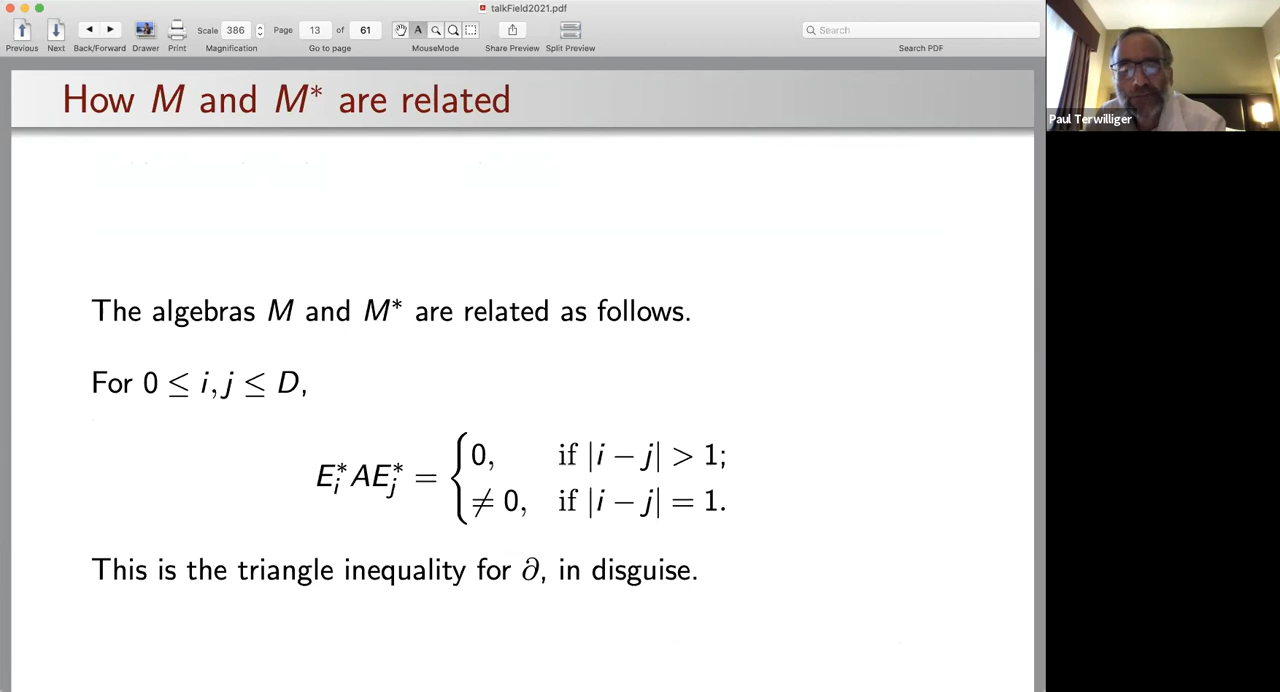 talkField2021.pdf
Scale 386 Page 13 of 61 Search
Previous Next Back/Forward Drawer Print Magnification Go to page MouseMode Share Preview Split Preview Search PDF
How M and M* are related
Paul Terwilliger
The algebras M and M* are related as follows.
For 0 ≤ i, j ≤ D,
E*_i A E*_j = { 0, if |i − j| > 1;
≠ 0, if |i − j| = 1.
This is the triangle inequality for ∂, in disguise.